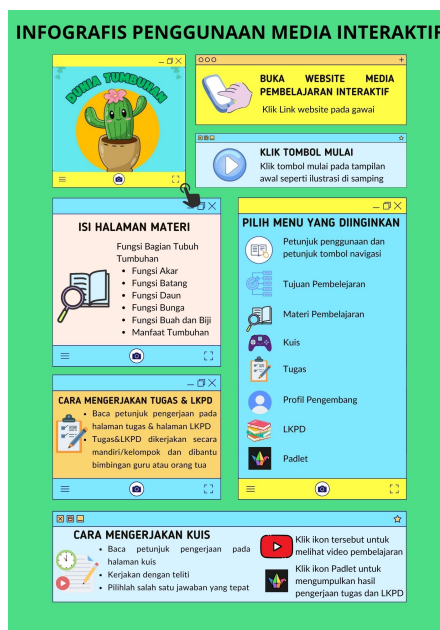 INFOGRAFIS PENGGUNAAN MEDIA INTERAKTIF
DUNIA TUMBUHAN
BUKA WEBSITE MEDIA
PEMBELAJARAN INTERAKTIF
Klik Link website pada gawai
KLIK TOMBOL MULAI
Klik tombol mulai pada tampilan
awal seperti ilustrasi di samping
ISI HALAMAN MATERI
Fungsi Bagian Tubuh
Tumbuhan
• Fungsi Akar
• Fungsi Batang
• Fungsi Daun
• Fungsi Bunga
• Fungsi Buah dan Biji
• Manfaat Tumbuhan
PILIH MENU YANG DIINGINKAN
Petunjuk penggunaan dan
petunjuk tombol navigasi
Tujuan Pembelejaran
Materi Pembelajaran
Kuis
Tugas
Profil Pengembang
LKPD
Padlet
CARA MENGERJAKAN TUGAS & LKPD
• Baca petunjuk pengerjaan pada
halaman tugas & halaman LKPD
• Tugas&LKPD dikerjakan secara
mandiri/kelompok dan dibantu
bimbingan guru atau orang tua
CARA MENGERJAKAN KUIS
• Baca petunjuk pengerjaan pada
halaman kuis
• Kerjakan dengan teliti
• Pilihlah salah satu jawaban yang tepat
Klik ikon tersebut untuk
melihat video pembelajaran
Klik ikon Padlet untuk
mengumpulkan hasil
pengerjaan tugas dan LKPD